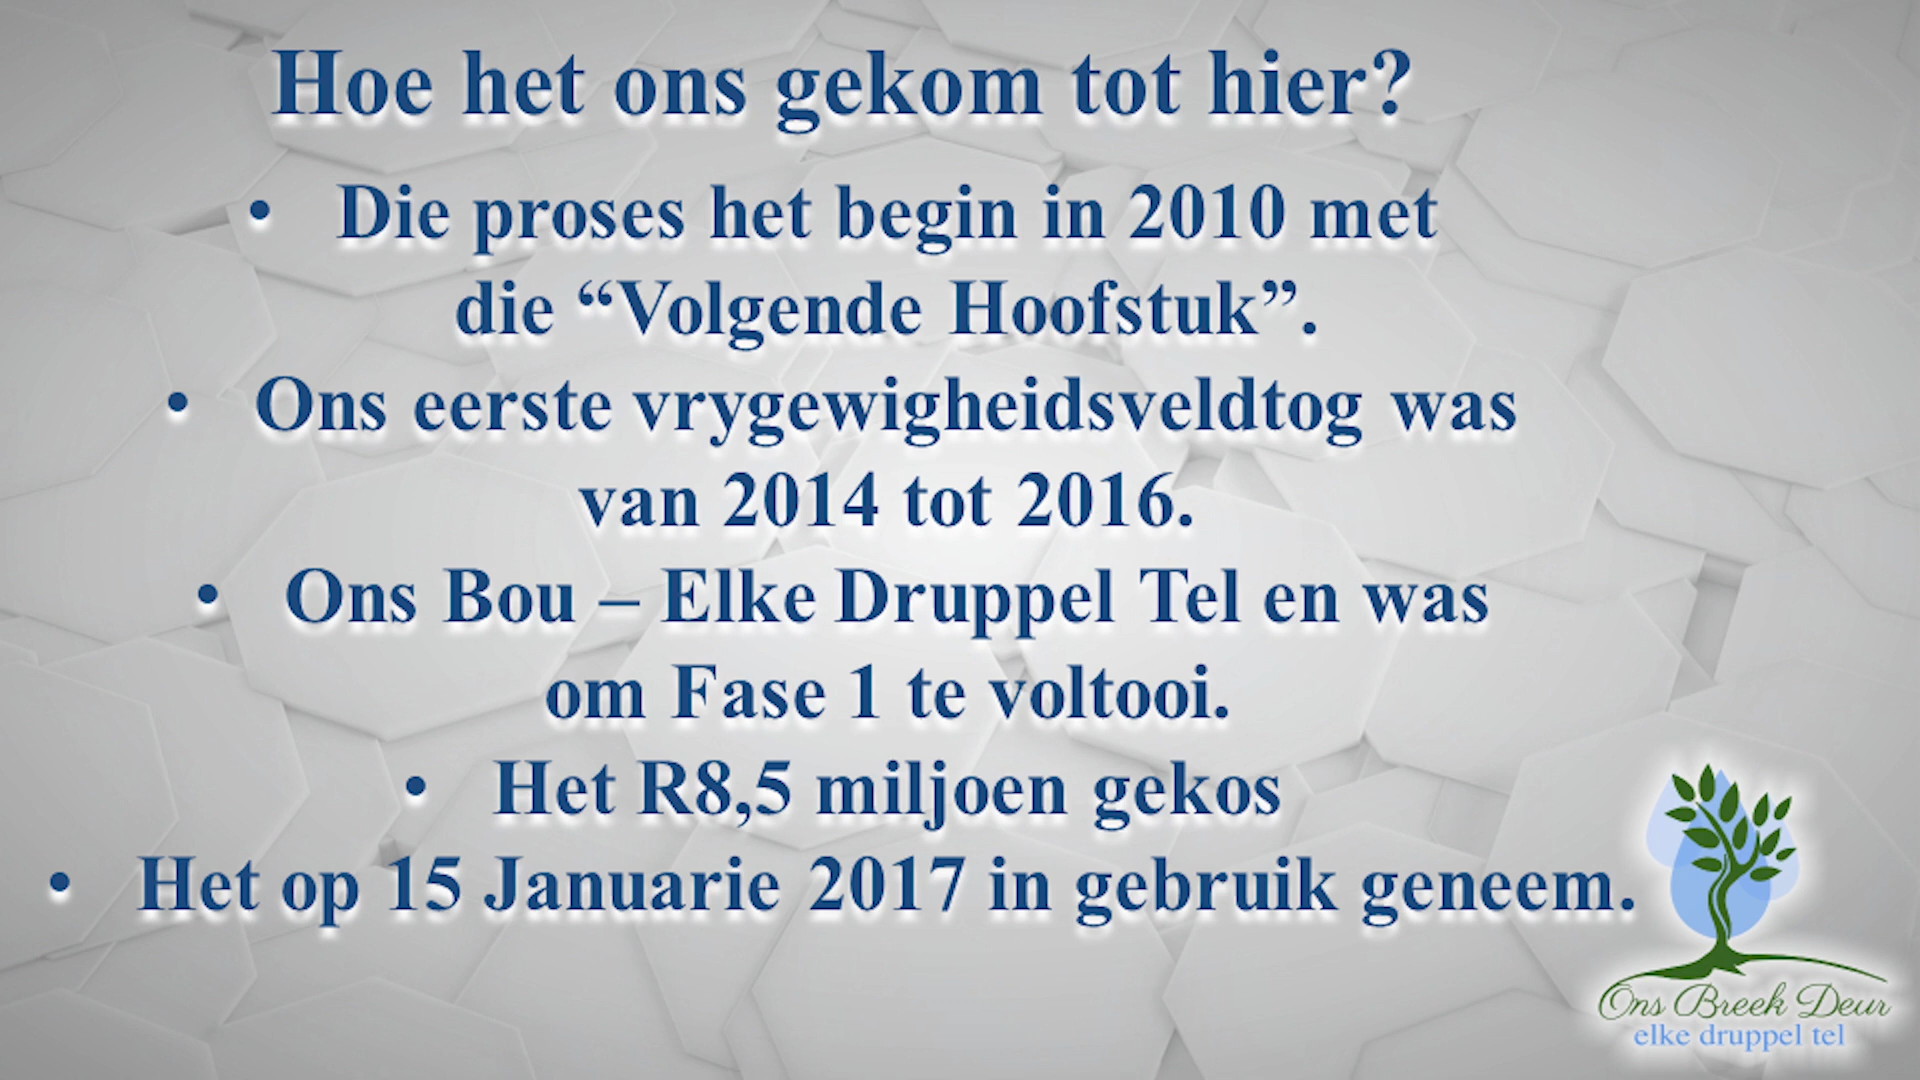 Hoe het ons gekom tot hier?
• Die proses het begin in 2010 met
die “Volgende Hoofstuk”.
• Ons eerste vrygewigheidsveldtog was
van 2014 tot 2016.
• Ons Bou – Elke Druppel Tel en was
om Fase 1 te voltooi.
• Het R8,5 miljoen gekos
• Het op 15 Januarie 2017 in gebruik geneem.
Ons Breek Deur
elke druppel tel